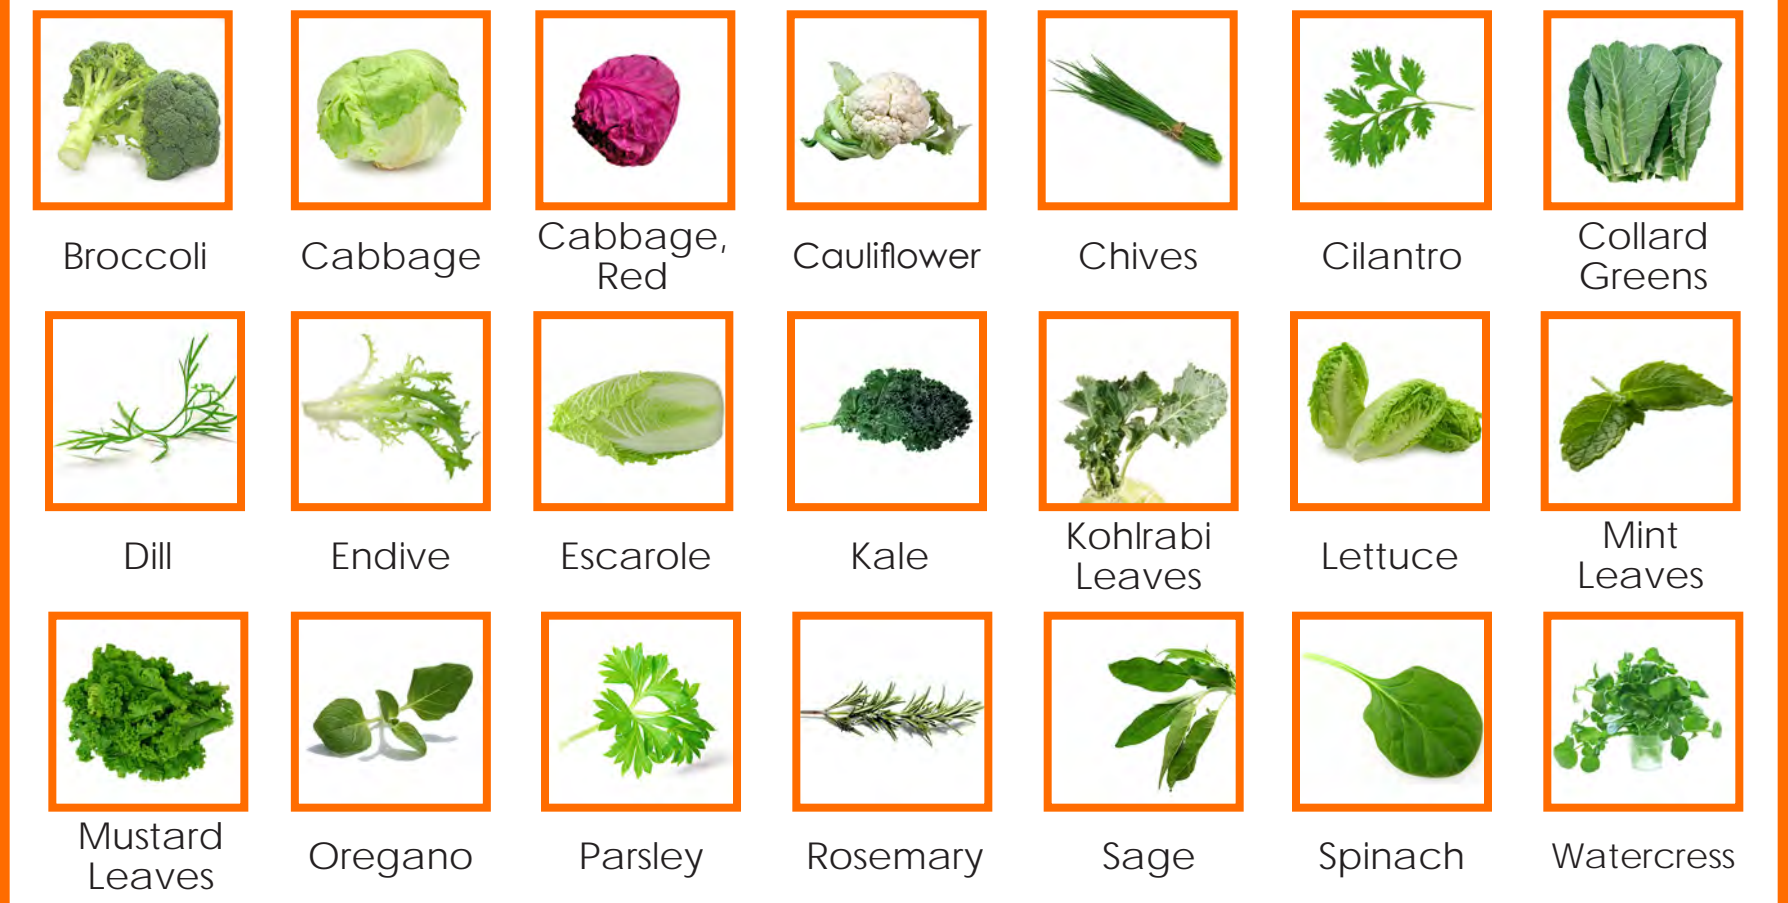 Broccoli
Cabbage
Cabbage,
Red
Cauliflower
Chives
Cilantro
Collard
Greens
Dill
Endive
Escarole
Kale
Kohlrabi
Leaves
Lettuce
Mint
Leaves
Mustard
Leaves
Oregano
Parsley
Rosemary
Sage
Spinach
Watercress